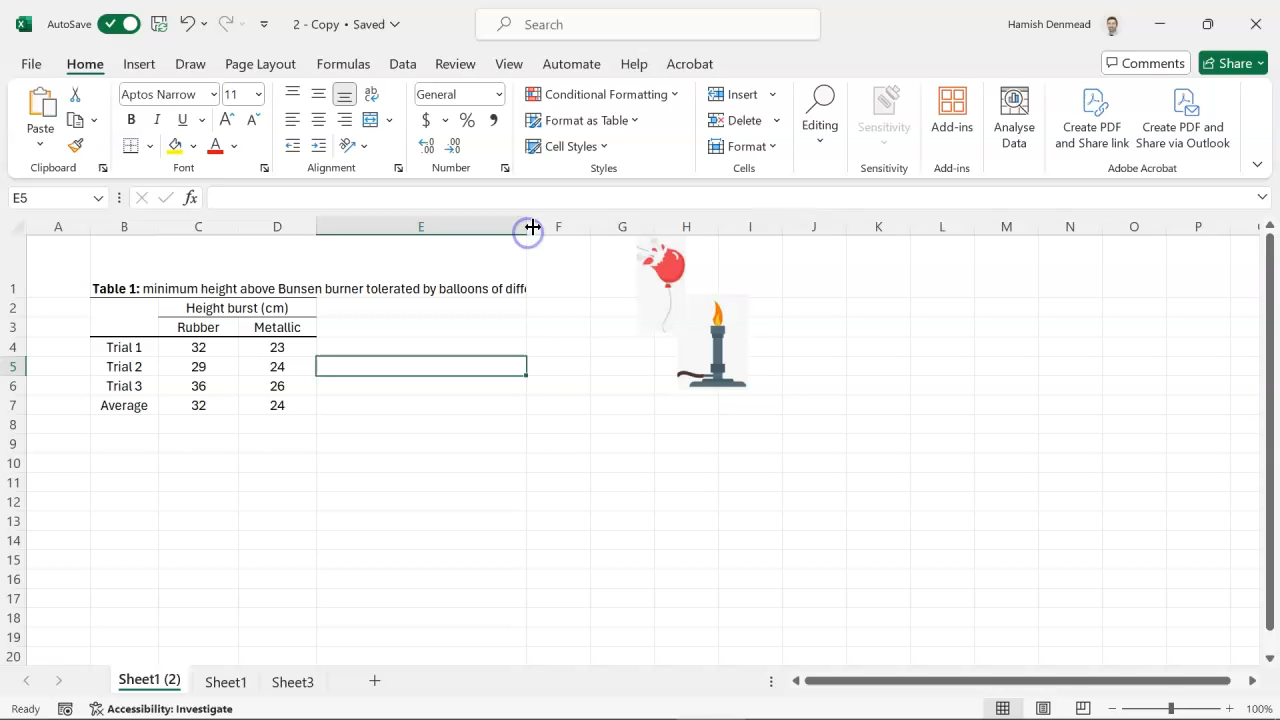 AutoSave 2 - Copy • Saved Search Hamish Denmead
File Home Insert Draw Page Layout Formulas Data Review View Automate Help Acrobat Comments Share
Paste
Clipboard
Aptos Narrow 11
B I U A A
A
Font
ab
Alignment
General
$ % 9
Number
Conditional Formatting
Format as Table
Cell Styles
Styles
Insert
Delete
Format
Cells
Editing
Sensitivity
Sensitivity
Add-ins
Add-ins
Analyse
Data
Create PDF
and Share link
Create PDF and
Share via Outlook
Adobe Acrobat
E5 fx
A B C D E F G H I J K L M N O P
1 Table 1: minimum height above Bunsen burner tolerated by balloons of diffe
2 Height burst (cm)
3 Rubber Metallic
4 Trial 1 32 23
5 Trial 2 29 24
6 Trial 3 36 26
7 Average 32 24
8
9
10
11
12
13
14
15
16
17
18
19
20
Sheet1 (2) Sheet1 Sheet3
Ready Accessibility: Investigate 100%